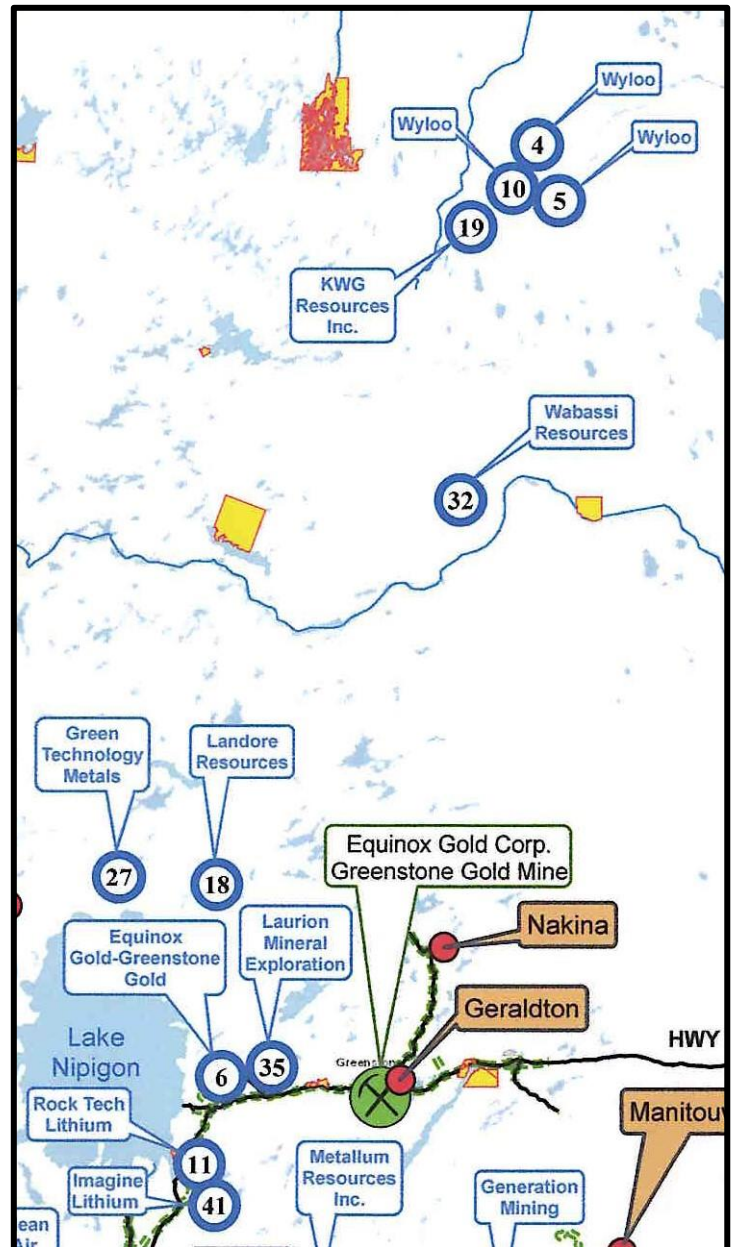 Wyloo
Wyloo
Wyloo
4
10
5
19
KWG
Resources
Inc.
Wabassi
Resources
32
Green
Technology
Metals
Landore
Resources
27
18
Equinox Gold Corp.
Greenstone Gold Mine
Equinox
Gold-Greenstone
Gold
Laurion
Mineral
Exploration
Nakina
Geraldton
Lake
Nipigon
6
35
HWY
Rock Tech
Lithium
11
Imagine
Lithium
41
Metallum
Resources
Inc.
Generation
Mining